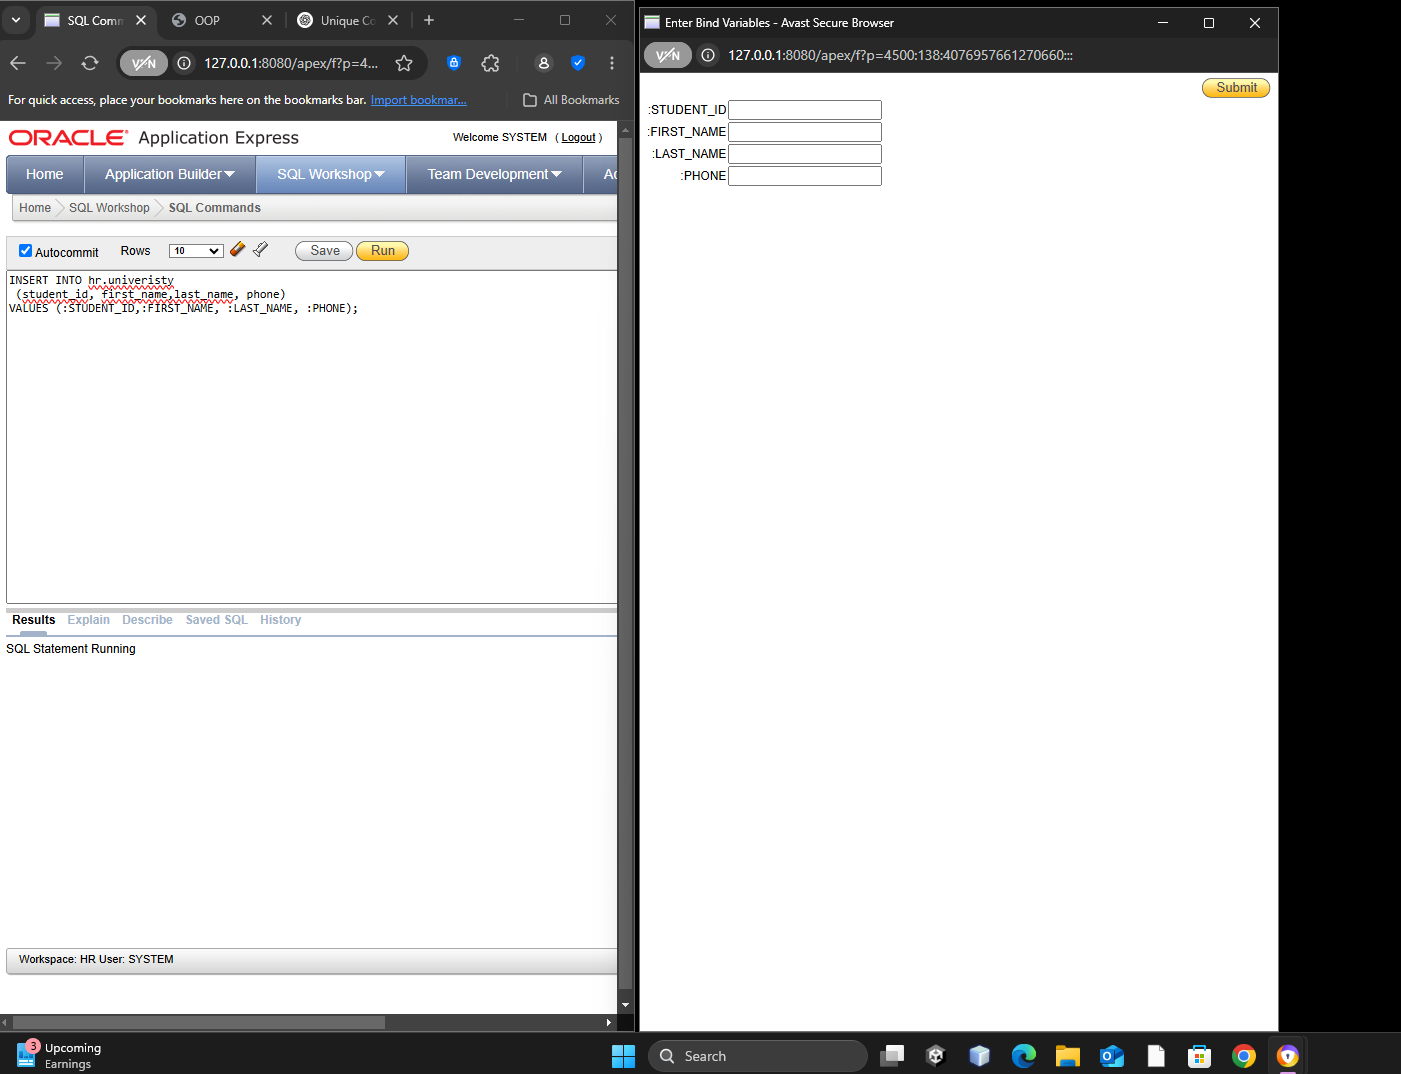 SQL Comm
OOP
Unique Co
VPN
127.0.0.1:8080/apex/f?p=4...
For quick access, place your bookmarks here on the bookmarks bar. Import bookmar...
All Bookmarks
ORACLE Application Express
Welcome SYSTEM ( Logout )
Home
Application Builder
SQL Workshop
Team Development
Home
SQL Workshop
SQL Commands
Autocommit
Rows
10
Save
Run
INSERT INTO hr.univeristy
(student_id, first_name,last_name, phone)
VALUES (:STUDENT_ID,:FIRST_NAME, :LAST_NAME, :PHONE);
Results
Explain
Describe
Saved SQL
History
SQL Statement Running
Workspace: HR User: SYSTEM
Enter Bind Variables - Avast Secure Browser
VPN
127.0.0.1:8080/apex/f?p=4500:138:4076957661270660:::
Submit
:STUDENT_ID
:FIRST_NAME
:LAST_NAME
:PHONE
3
Upcoming
Earnings
Search